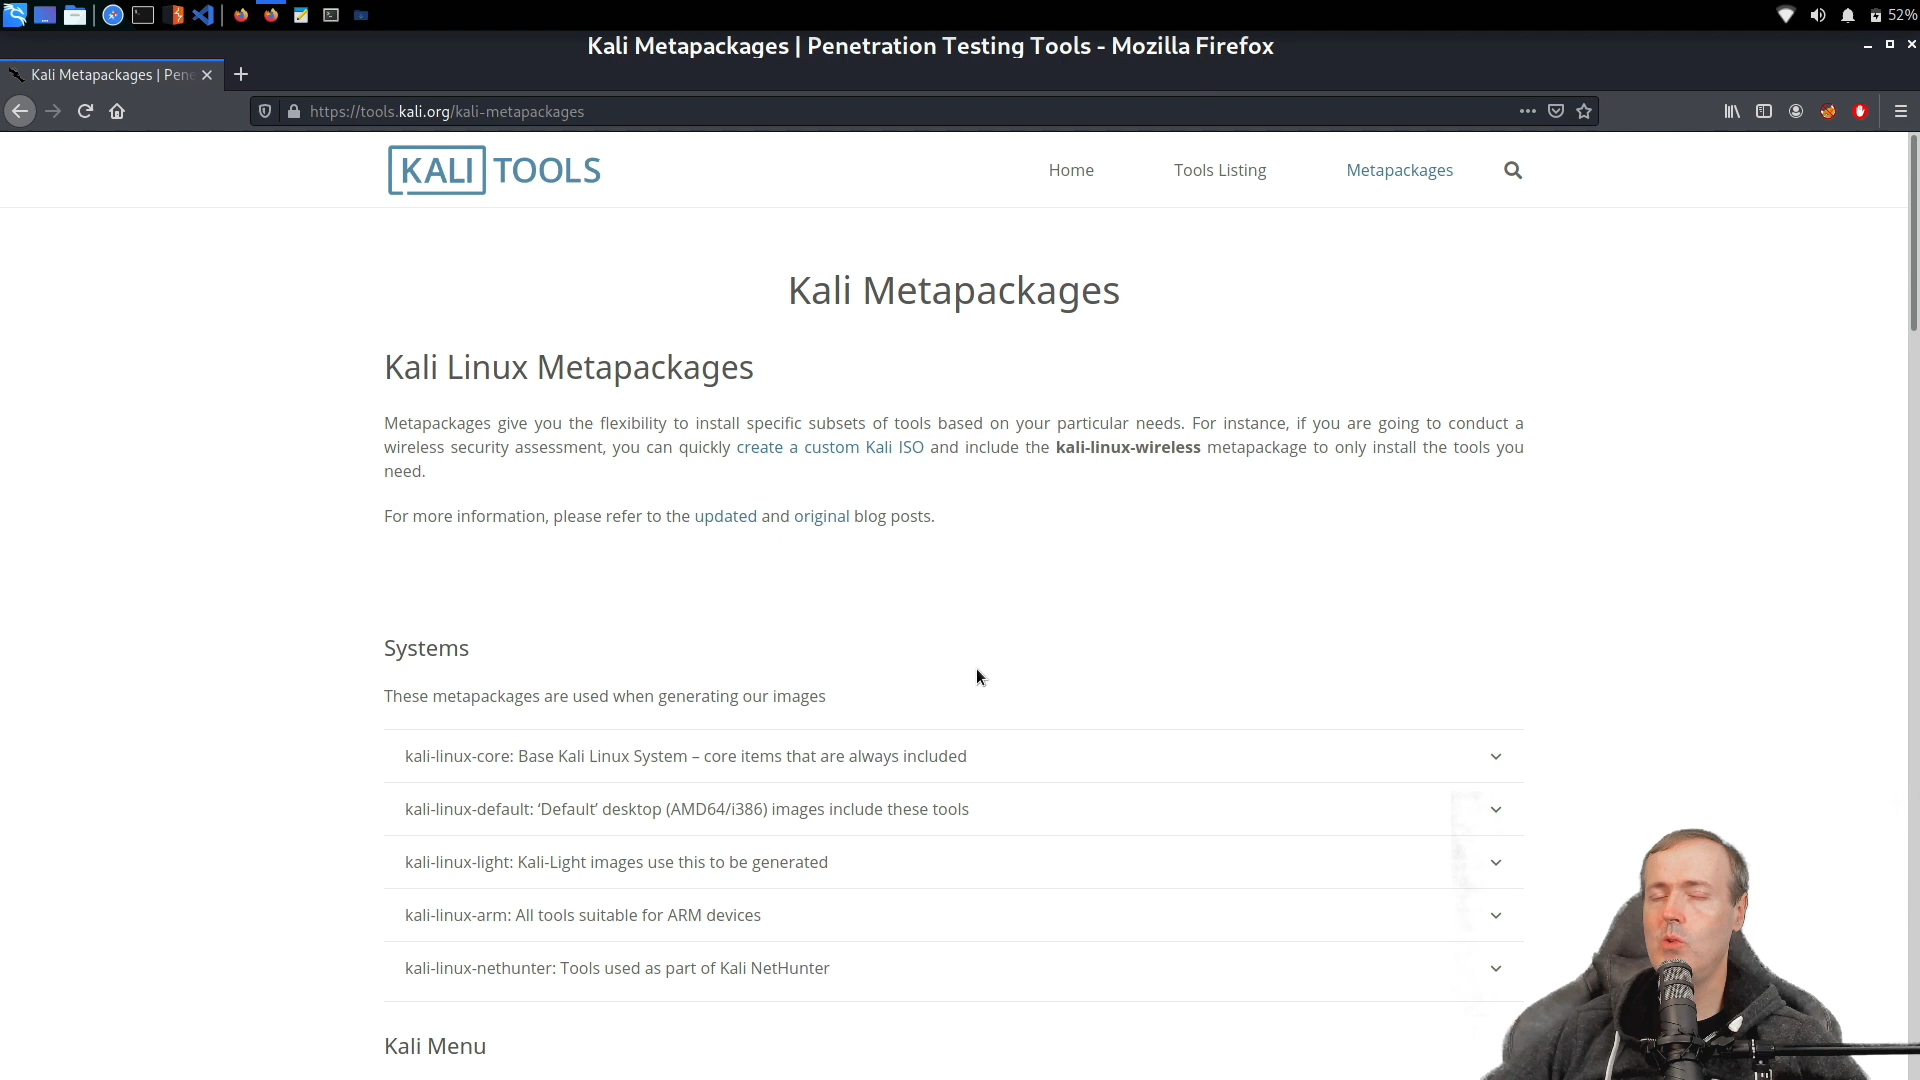 52%
Kali Metapackages | Penetration Testing Tools - Mozilla Firefox
Kali Metapackages | Pene
https://tools.kali.org/kali-metapackages
KALI TOOLS
Home
Tools Listing
Metapackages
Kali Metapackages
Kali Linux Metapackages
Metapackages give you the flexibility to install specific subsets of tools based on your particular needs. For instance, if you are going to conduct a
wireless security assessment, you can quickly create a custom Kali ISO and include the kali-linux-wireless metapackage to only install the tools you
need.
For more information, please refer to the updated and original blog posts.
Systems
These metapackages are used when generating our images
kali-linux-core: Base Kali Linux System – core items that are always included
kali-linux-default: ‘Default’ desktop (AMD64/i386) images include these tools
kali-linux-light: Kali-Light images use this to be generated
kali-linux-arm: All tools suitable for ARM devices
kali-linux-nethunter: Tools used as part of Kali NetHunter
Kali Menu